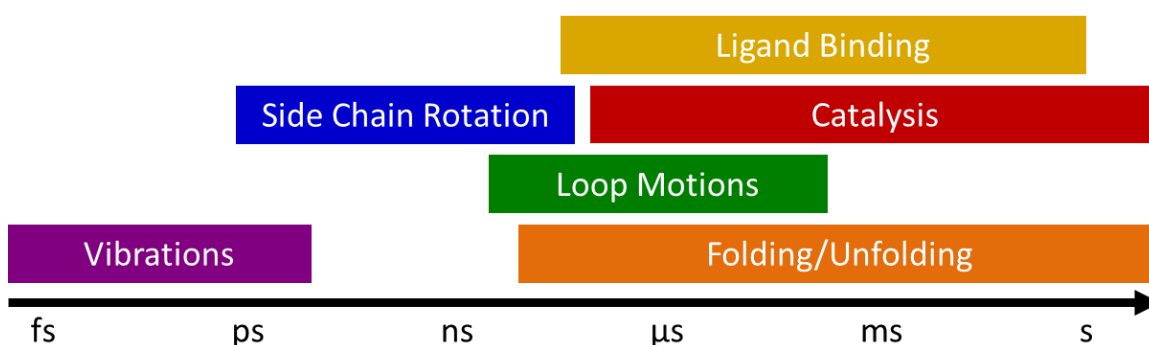 Ligand Binding
Side Chain Rotation
Catalysis
Loop Motions
Vibrations
Folding/Unfolding
fs ps ns µs ms s